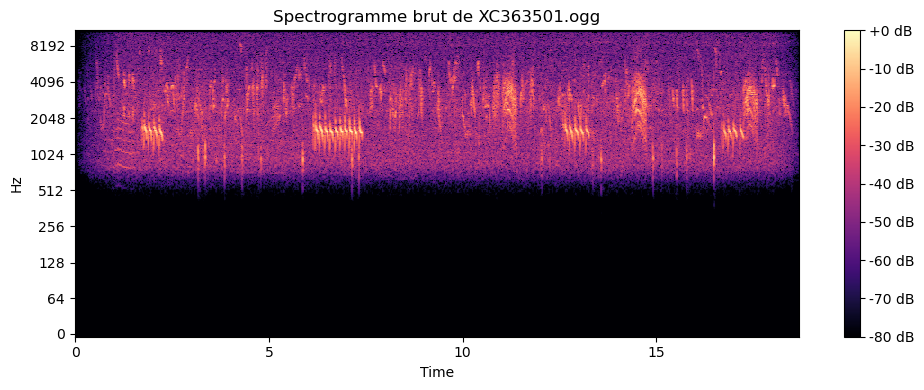 Spectrogramme brut de XC363501.ogg
Hz
8192
4096
2048
1024
512
256
128
64
0
0 5 10 15
Time
+0 dB
-10 dB
-20 dB
-30 dB
-40 dB
-50 dB
-60 dB
-70 dB
-80 dB